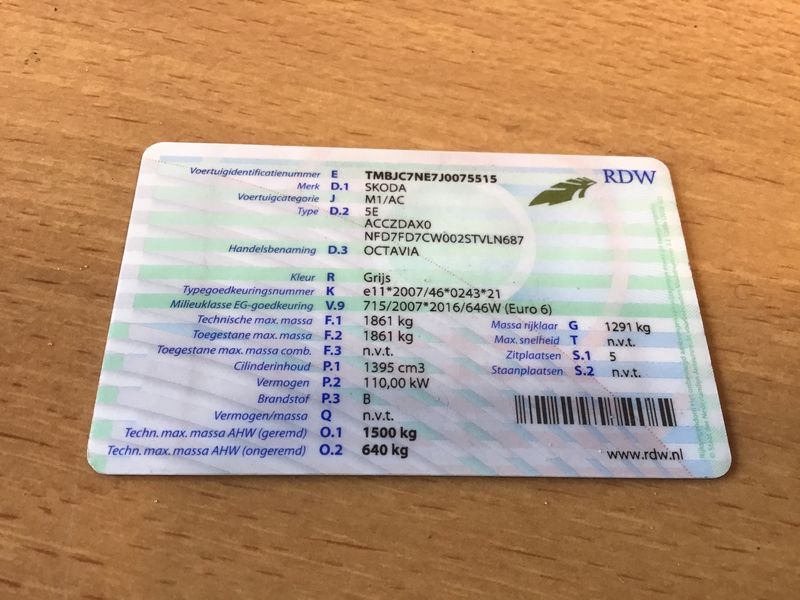 RDW
Voertuigidentificatienummer E TMBJC7NE7J0075515
Merk D.1 SKODA
Voertuigcategorie J M1/AC
Type D.2 5E
ACCZDAX0
NFD7FD7CW002STVLN687
Handelsbenaming D.3 OCTAVIA
Kleur R Grijs
Typegoedkeuringsnummer K e11*2007/46*0243*21
Milieuklasse EG-goedkeuring V.9 715/2007*2016/646W (Euro 6)
Technische max. massa F.1 1861 kg Massa rijklaar G 1291 kg
Toegestane max. massa F.2 1861 kg Max. snelheid T n.v.t.
Toegestane max. massa comb. F.3 n.v.t. Zitplaatsen S.1 5
Cilinderinhoud P.1 1395 cm3 Staanplaatsen S.2 n.v.t.
Vermogen P.2 110,00 kW
Brandstof P.3 B
Vermogen/massa Q n.v.t.
Techn. max. massa AHW (geremd) O.1 1500 kg
Techn. max. massa AHW (ongeremd) O.2 640 kg
www.rdw.nl